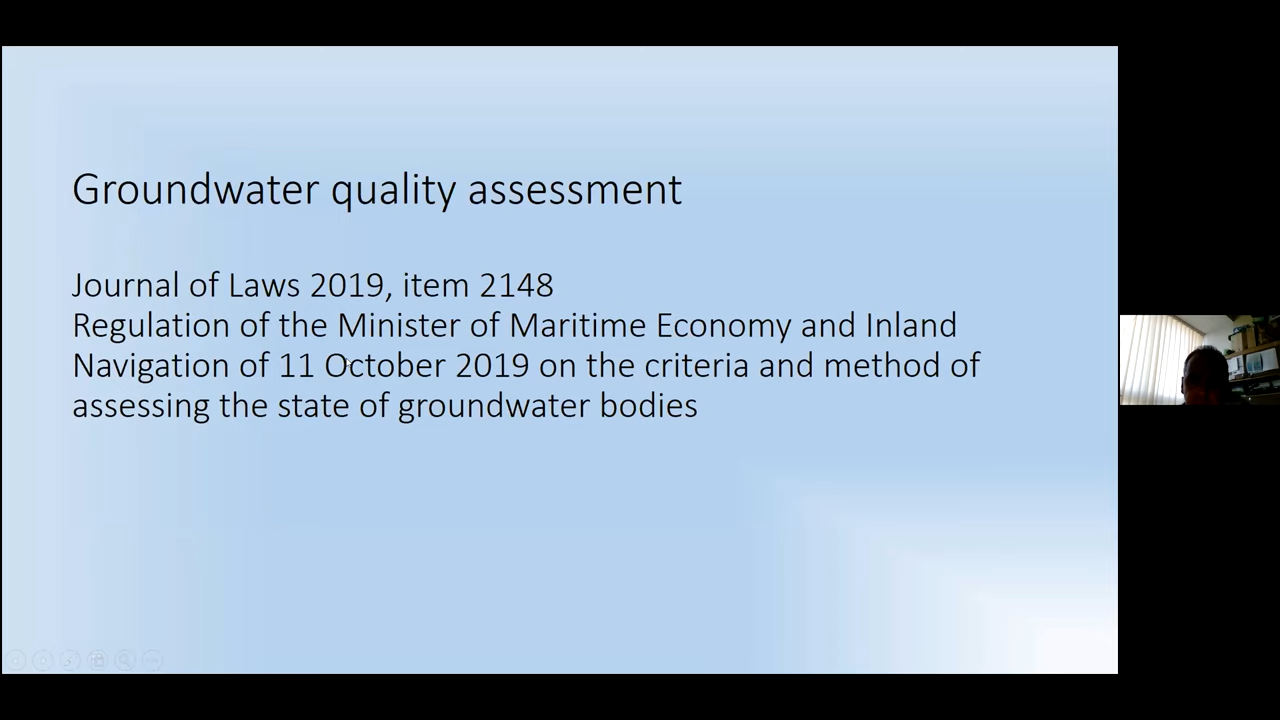 Groundwater quality assessment
Journal of Laws 2019, item 2148
Regulation of the Minister of Maritime Economy and Inland
Navigation of 11 October 2019 on the criteria and method of
assessing the state of groundwater bodies